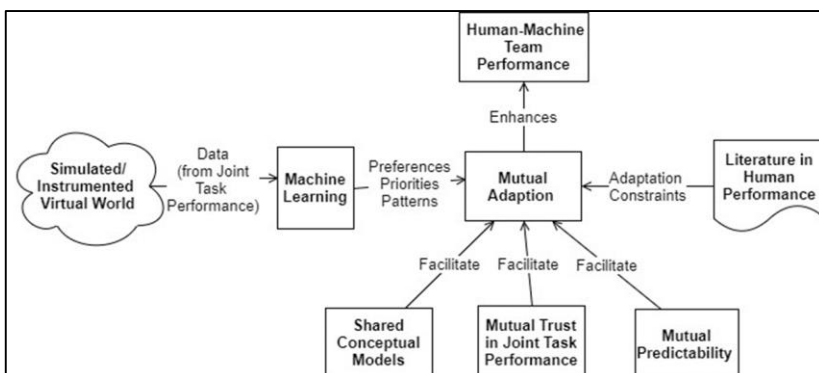 Human-Machine
Team
Performance
Enhances
Simulated/
Instrumented
Virtual World
Data
(from Joint
Task
Performance)
Machine
Learning
Preferences
Priorities
Patterns
Mutual
Adaption
Adaptation
Constraints
Literature in
Human
Performance
Facilitate
Facilitate
Facilitate
Shared
Conceptual
Models
Mutual Trust
in Joint Task
Performance
Mutual
Predictability